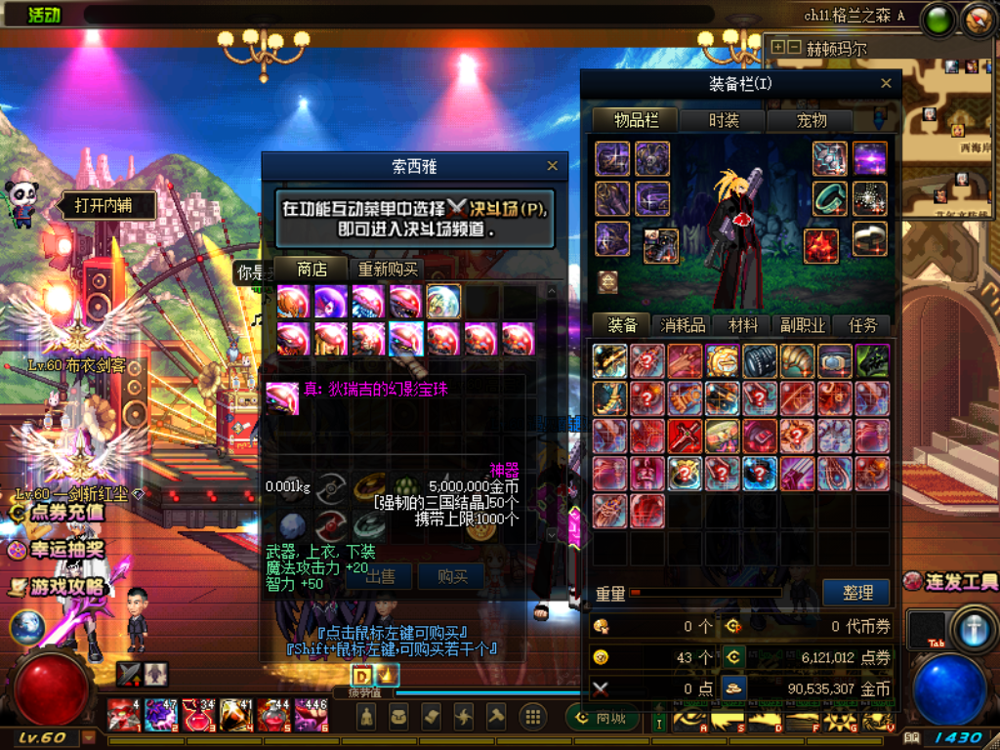 活动
ch11.格兰之森 A
赫顿玛尔
西海岸
打开内辅
你是
索西雅
在功能互动菜单中选择 决斗场(P),
即可进入决斗场频道.
商店
重新购买
真: 狄瑞吉的幻影宝珠
神器
0.001kg
5,000,000金币
[强韧的三国结晶]50个
携带上限1000个
武器, 上衣, 下装
魔法攻击力 +20
智力 +50
出售
购买
『点击鼠标左键可购买』
『Shift+鼠标左键,可购买若干个』
装备栏(I)
物品栏
时装
宠物
装备
消耗品
材料
副职业
任务
重量
整理
0 个
0 代币券
43 个
6,121,012 点券
0 点
90,535,307 金币
Lv.60 布衣剑客
Lv.60 一剑斩红尘
点券充值
幸运抽奖
游戏攻略
连发工具
Tab
疲劳值
商城
Lv.60
SP 1430